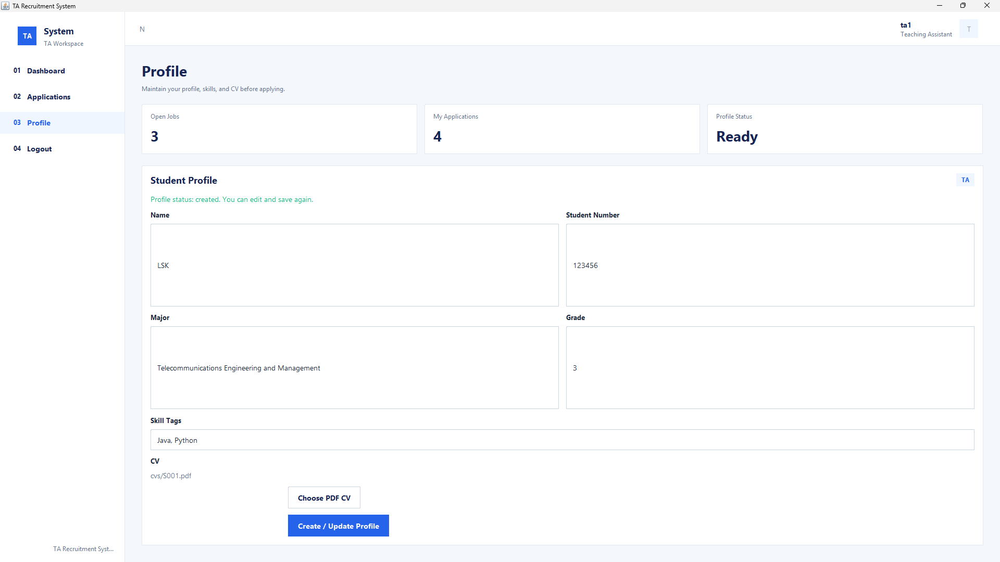 TA Recruitment System
TA
System
TA Workspace
01 Dashboard
02 Applications
03 Profile
04 Logout
TA Recruitment Syst...
N
ta1
Teaching Assistant
T
Profile
Maintain your profile, skills, and CV before applying.
Open Jobs
3
My Applications
4
Profile Status
Ready
Student Profile
TA
Profile status: created. You can edit and save again.
Name
LSK
Student Number
123456
Major
Telecommunications Engineering and Management
Grade
3
Skill Tags
Java, Python
CV
cvs/S001.pdf
Choose PDF CV
Create / Update Profile